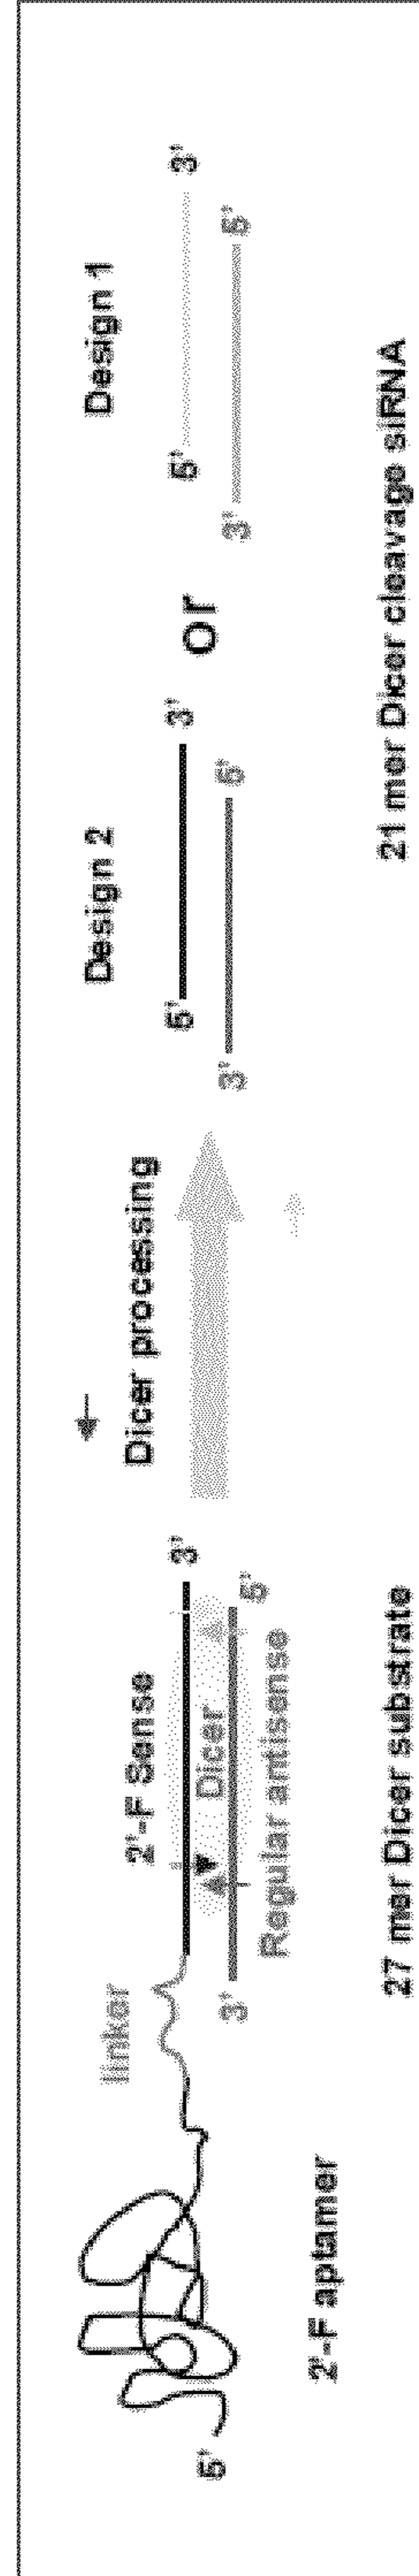 5'
2'-F aptamer
linker
2'-F Sense
3'
Dicer
3'
5'
Regular antisense
27 mer Dicer substrate
Dicer processing
Design 2
5'
3'
3'
5'
or
Design 1
5'
3'
3'
5'
21 mer Dicer cleavage siRNA